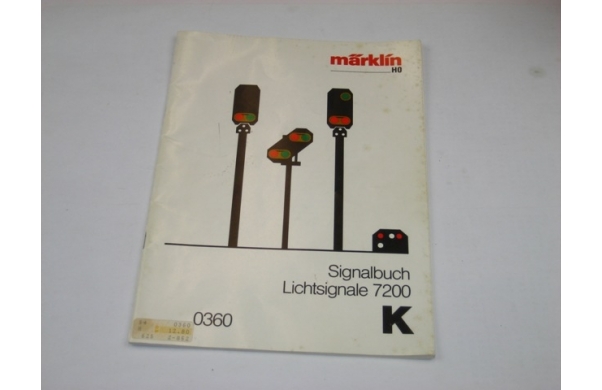 märklin
H0
Signalbuch
Lichtsignale 7200
0360
K